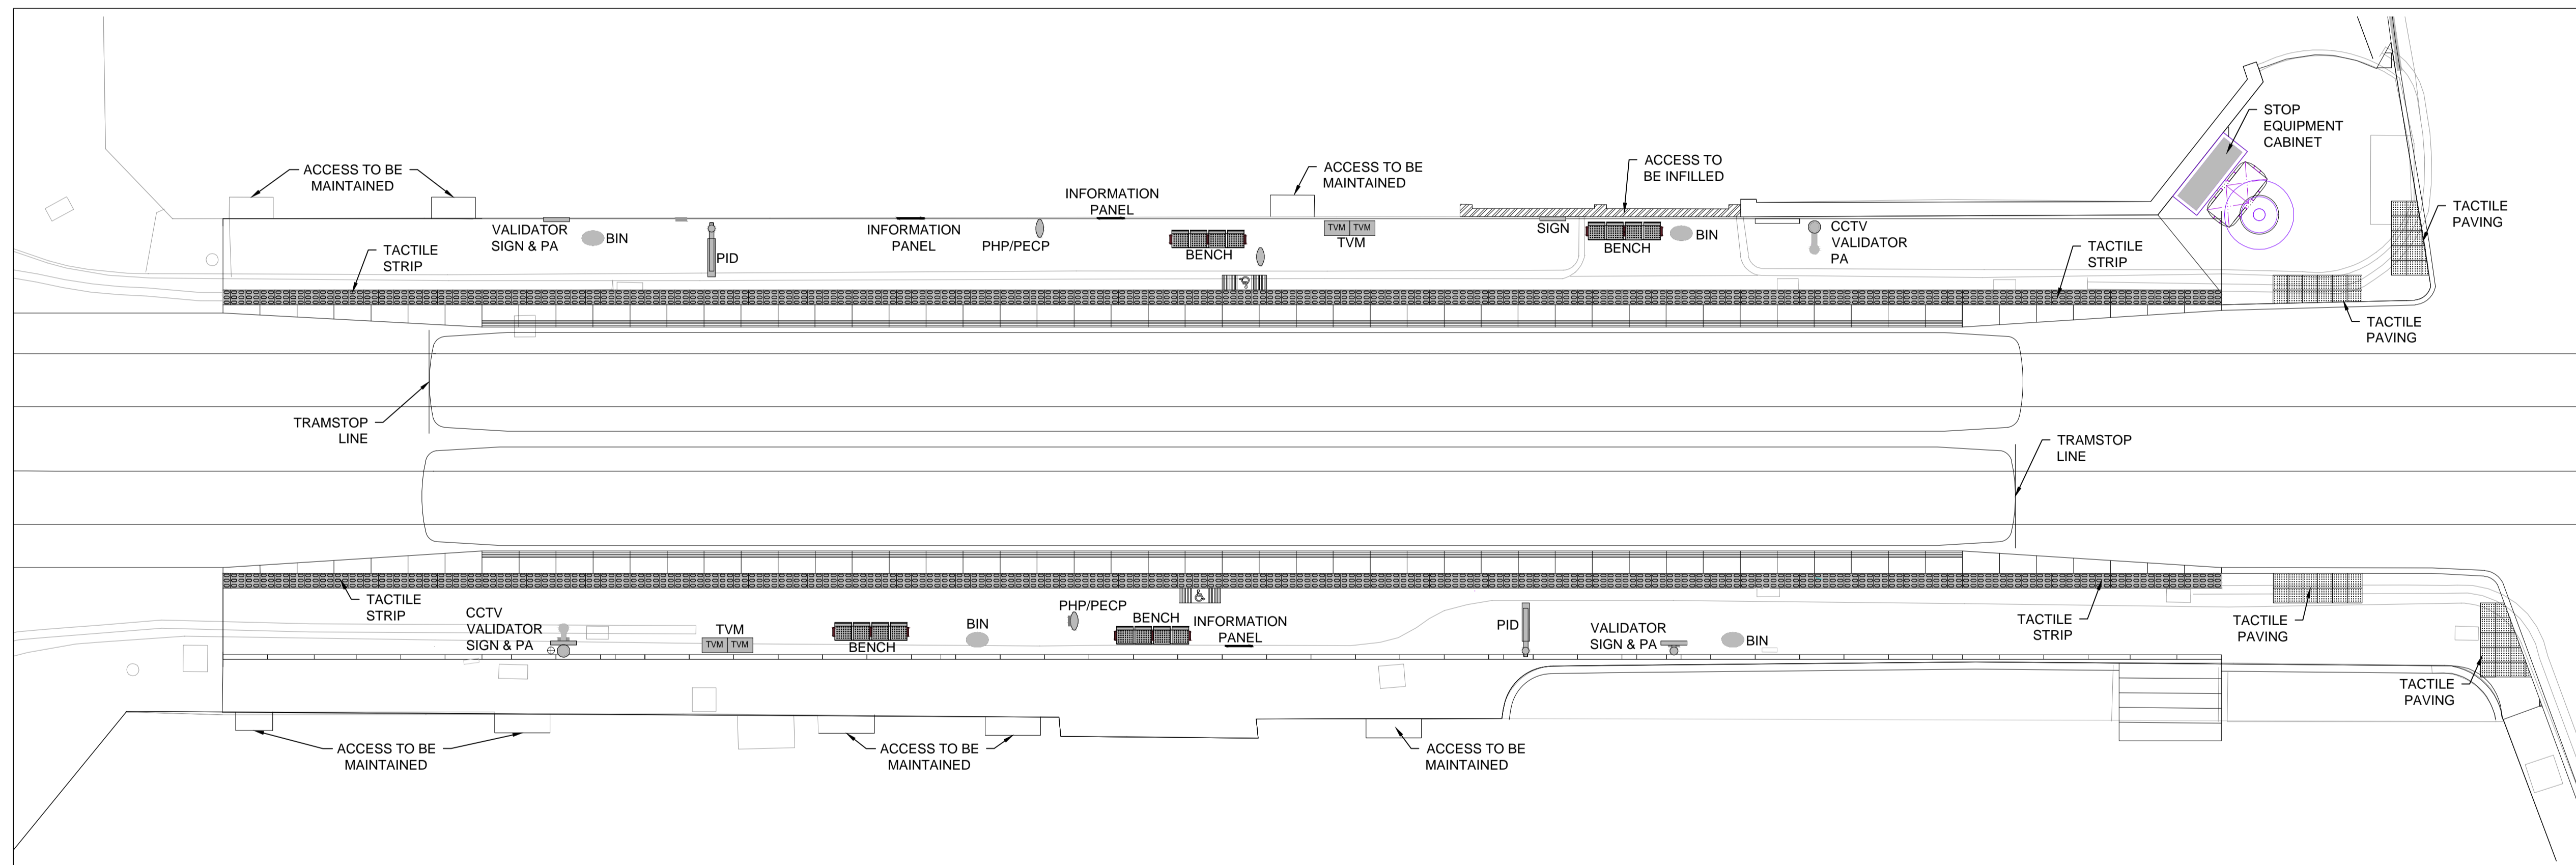 STOP
EQUIPMENT
CABINET
ACCESS TO BE
MAINTAINED
ACCESS TO BE
MAINTAINED
ACCESS TO
BE INFILLED
INFORMATION
PANEL
TACTILE
PAVING
VALIDATOR
SIGN & PA
BIN
INFORMATION
PANEL
PHP/PECP
BENCH
TVM TVM
TVM
SIGN
BENCH
BIN
CCTV
VALIDATOR
PA
TACTILE
STRIP
PID
TACTILE
STRIP
TACTILE
PAVING
TRAMSTOP
LINE
TRAMSTOP
LINE
TACTILE
STRIP
CCTV
VALIDATOR
SIGN & PA
TVM
TVM TVM
BENCH
BIN
PHP/PECP
BENCH
INFORMATION
PANEL
PID
VALIDATOR
SIGN & PA
BIN
TACTILE
STRIP
TACTILE
PAVING
TACTILE
PAVING
ACCESS TO BE
MAINTAINED
ACCESS TO BE
MAINTAINED
ACCESS TO BE
MAINTAINED